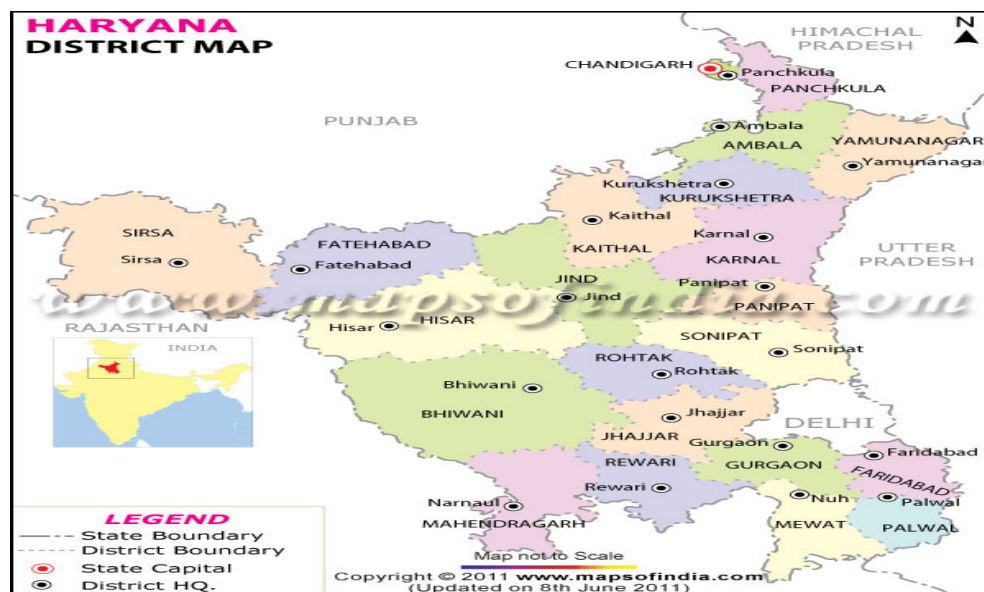 HARYANA
DISTRICT MAP
N
HIMACHAL
PRADESH
CHANDIGARH
Panchkula
PANCHKULA
PUNJAB
Ambala
AMBALA
YAMUNANAGAR
Yamunanagar
Kurukshetra
KURUKSHETRA
Kaithal
KAITHAL
Karnal
KARNAL
SIRSA
Sirsa
FATEHABAD
Fatehabad
UTTER
PRADESH
JIND
Jind
Panipat
PANIPAT
www.mapsofindia.com
Hisar
HISAR
RAJASTHAN
INDIA
SONIPAT
Sonipat
ROHTAK
Rohtak
Bhiwani
BHIWANI
Jhajjar
JHAJJAR
DELHI
Gurgaon
GURGAON
Faridabad
FARIDABAD
REWARI
Rewari
Narnaul
MAHENDRAGARH
Nuh
MEWAT
Palwal
PALWAL
LEGEND
State Boundary
District Boundary
State Capital
District HQ.
Map not to Scale
Copyright © 2011 www.mapsofindia.com
(Updated on 8th June 2011)